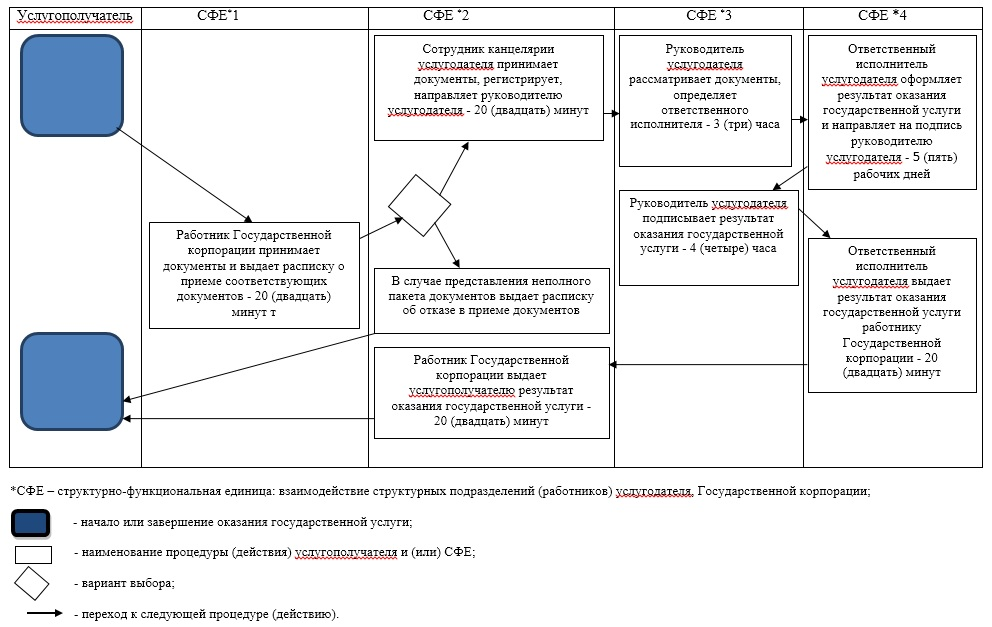 Услугополучатель
СФЕ*1
СФЕ *2
СФЕ *3
СФЕ *4
Сотрудник канцелярии
услугодателя принимает
документы, регистрирует,
направляет руководителю
услугодателя - 20 (двадцать) минут
Руководитель
услугодателя
рассматривает документы,
определяет
ответственного
исполнителя - 3 (три) часа
Ответственный
исполнитель
услугодателя оформляет
результат оказания
государственной услуги
и направляет на подпись
руководителю
услугодателя - 5 (пять)
рабочих дней
Работник Государственной
корпорации принимает
документы и выдает расписку о
приеме соответствующих
документов - 20 (двадцать)
минут т
Руководитель услугодателя
подписывает результат
оказания государственной
услуги - 4 (четыре) часа
В случае представления неполного
пакета документов выдает расписку
об отказе в приеме документов
Ответственный
исполнитель
услугодателя выдает
результат оказания
государственной услуги
работнику
Государственной
корпорации - 20
(двадцать) минут
Работник Государственной
корпорации выдает
услугополучателю результат
оказания государственной услуги -
20 (двадцать) минут
*СФЕ – структурно-функциональная единица: взаимодействие структурных подразделений (работников) услугодателя, Государственной корпорации;
- начало или завершение оказания государственной услуги;
- наименование процедуры (действия) услугополучателя и (или) СФЕ;
- вариант выбора;
- переход к следующей процедуре (действию).